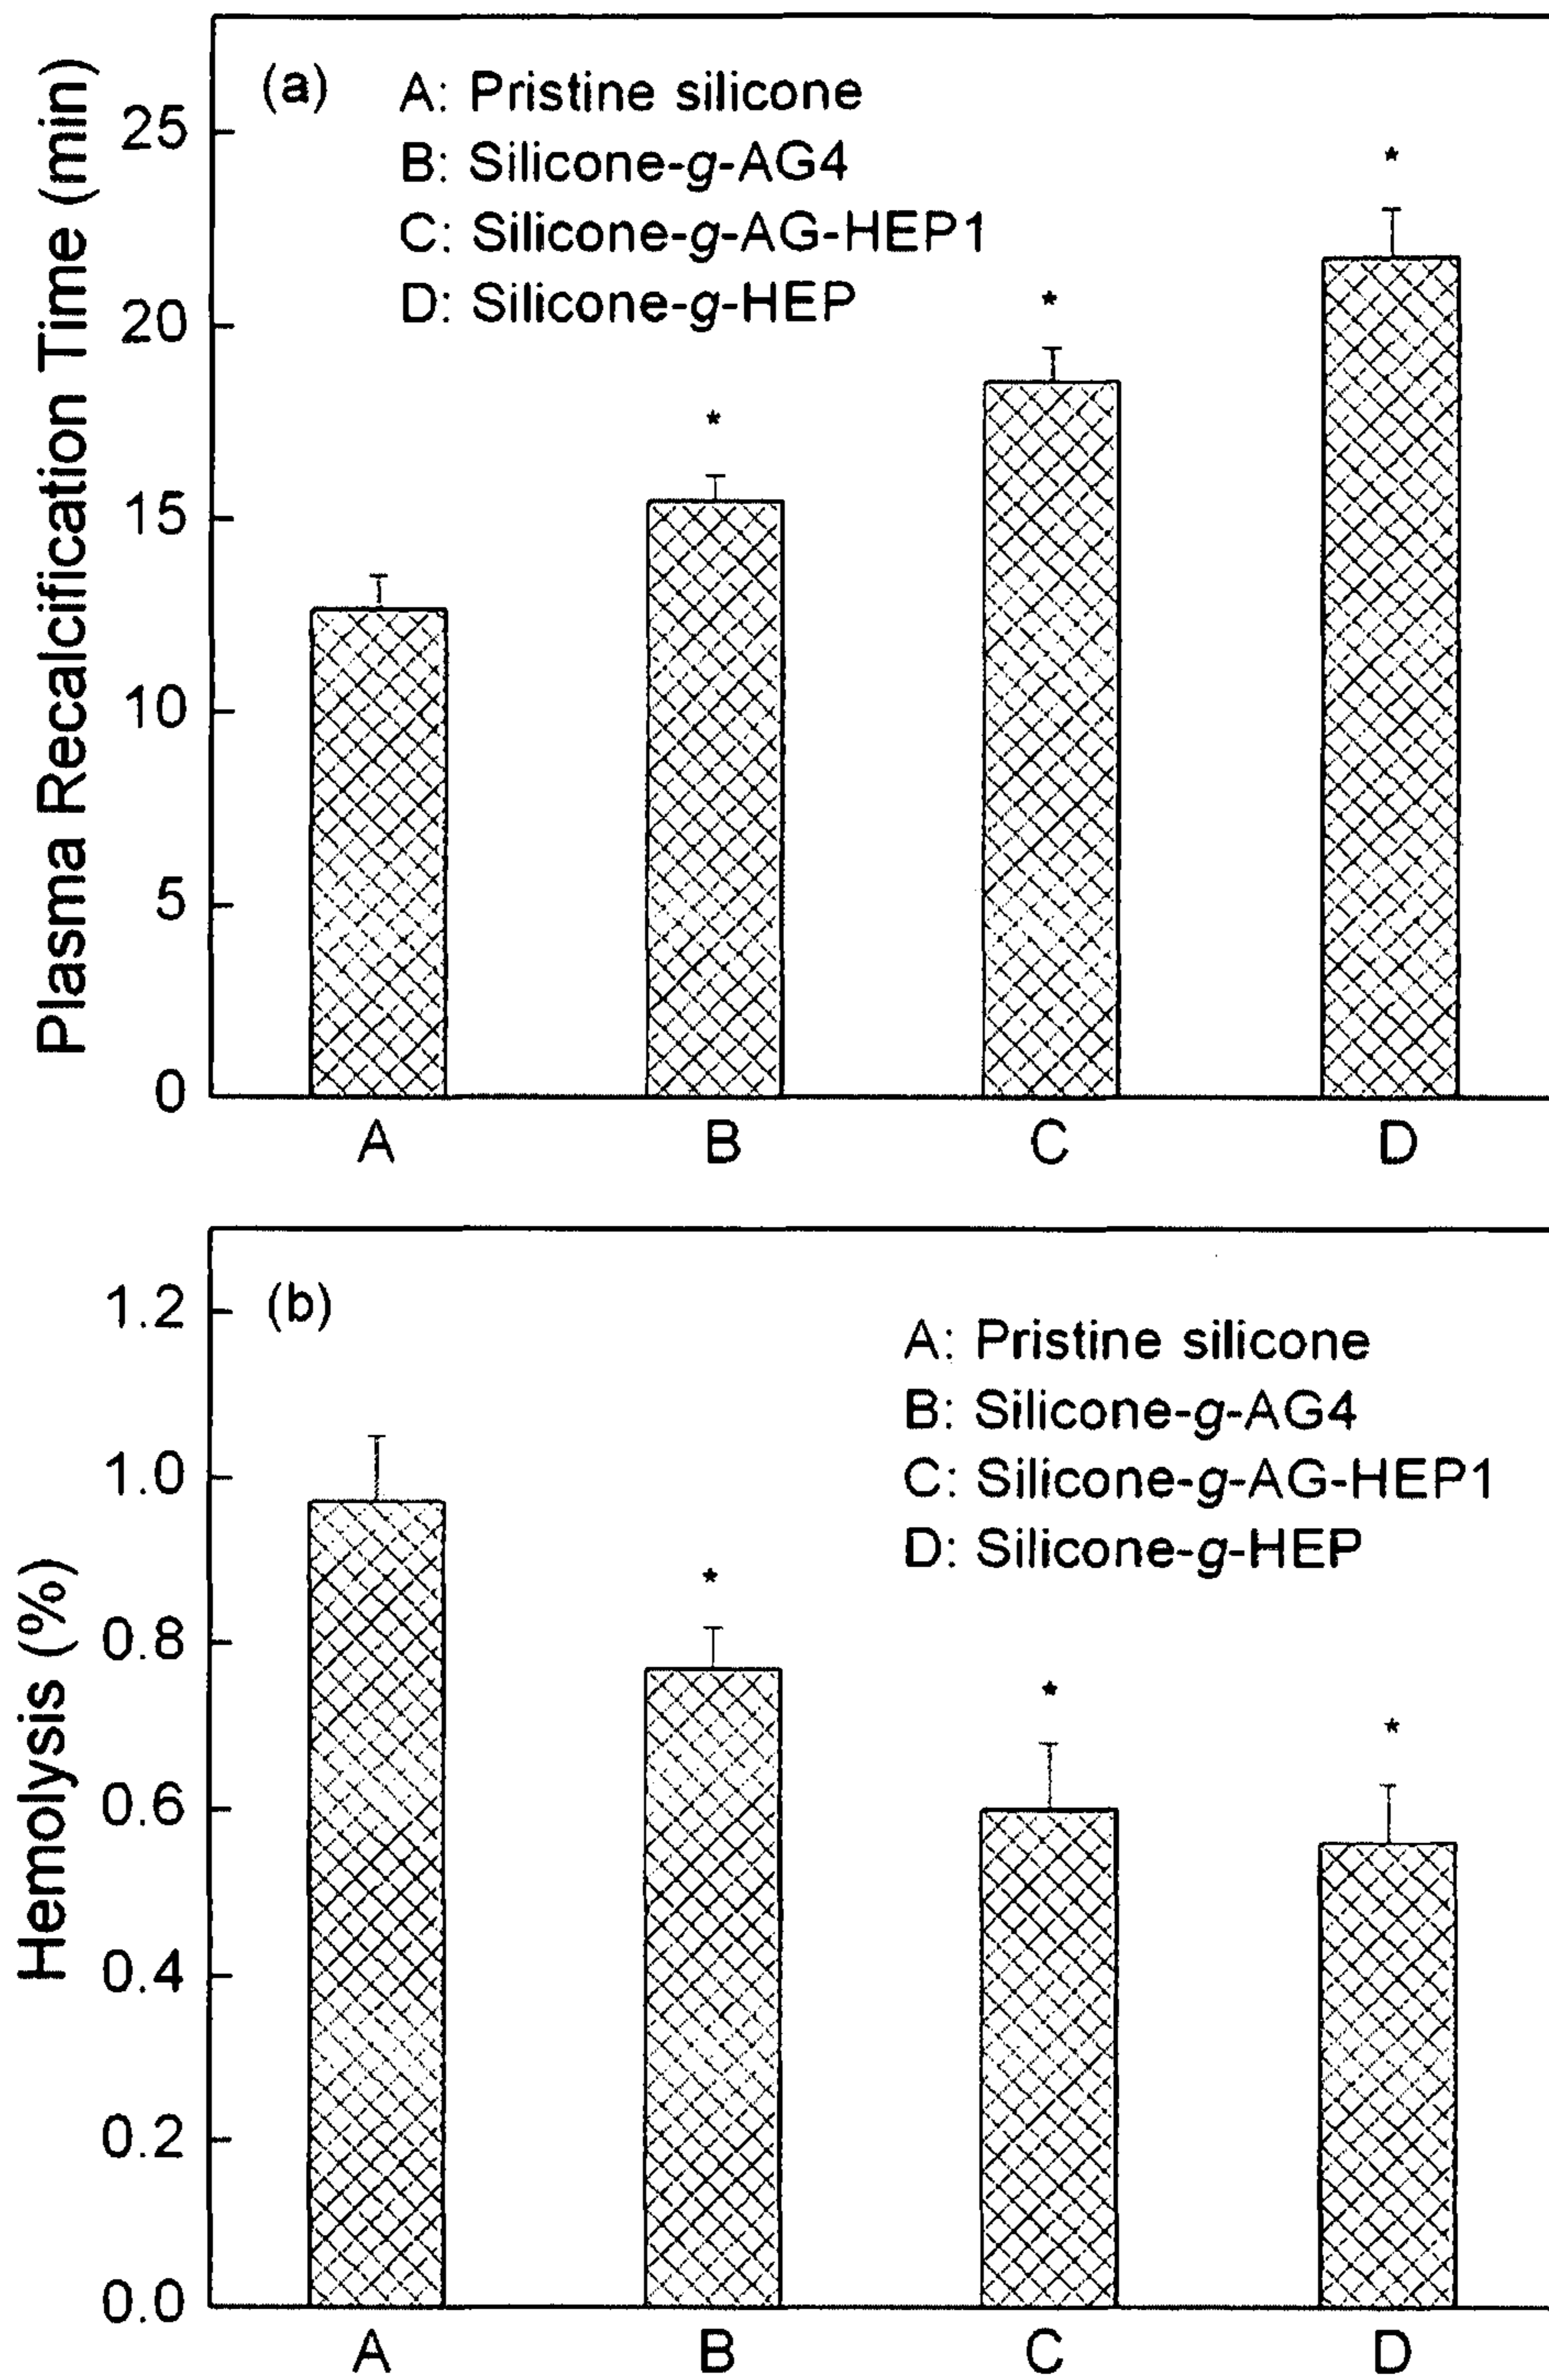 (a)
A: Pristine silicone
B: Silicone-g-AG4
C: Silicone-g-AG-HEP1
D: Silicone-g-HEP
Plasma Recalcification Time (min)
25
20
15
10
5
0
*
*
*
A B C D
(b)
A: Pristine silicone
B: Silicone-g-AG4
C: Silicone-g-AG-HEP1
D: Silicone-g-HEP
Hemolysis (%)
1.2
1.0
0.8
0.6
0.4
0.2
0.0
*
*
*
A B C D